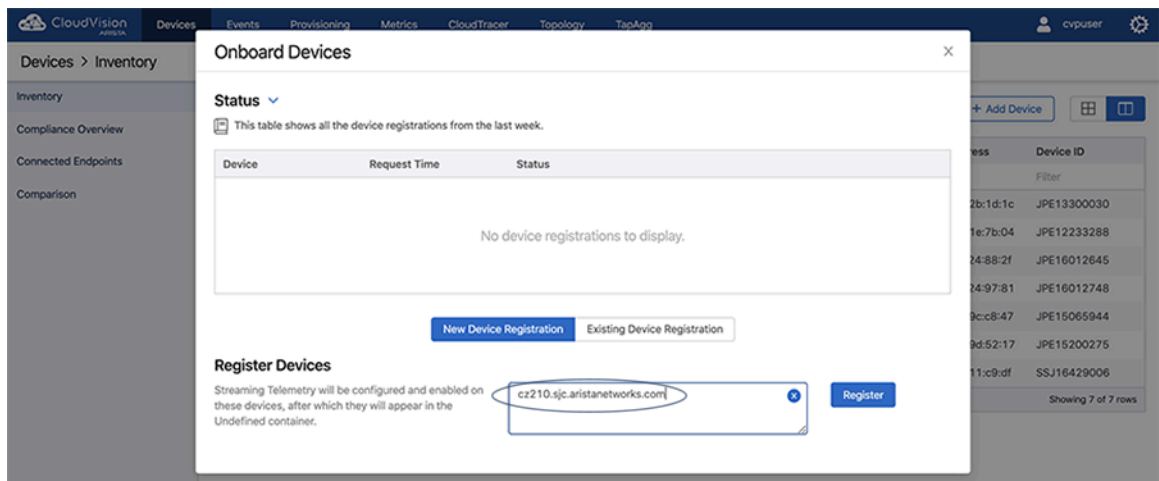 CloudVision
ARISTA
Devices
Events
Provisioning
Metrics
CloudTracer
Topology
TapAgg
cvpuser
Devices > Inventory
Onboard Devices
Inventory
Compliance Overview
Connected Endpoints
Comparison
Status
This table shows all the device registrations from the last week.
Device Request Time Status
No device registrations to display.
New Device Registration
Existing Device Registration
Register Devices
Streaming Telemetry will be configured and enabled on
these devices, after which they will appear in the
Undefined container.
cz210.sjc.aristanetworks.com
Register
+ Add Device
ress Device ID
Filter
2b:1d:1c JPE13300030
1e:7b:04 JPE12233288
24:88:2f JPE16012645
24:97:81 JPE16012748
9c:c8:47 JPE15065944
9d:52:17 JPE15200275
11:c9:df SSJ16429006
Showing 7 of 7 rows